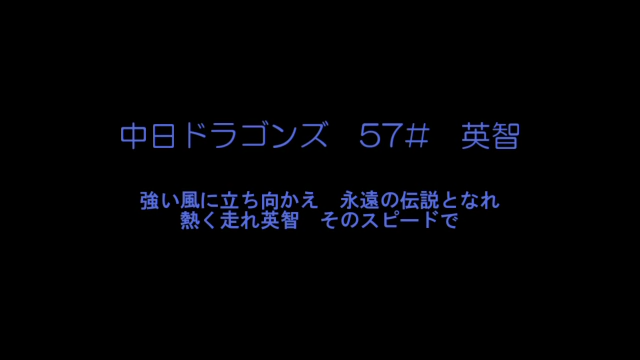 中日ドラゴンズ　57#　英智
強い風に立ち向かえ　永遠の伝説となれ
熱く走れ英智　そのスピードで